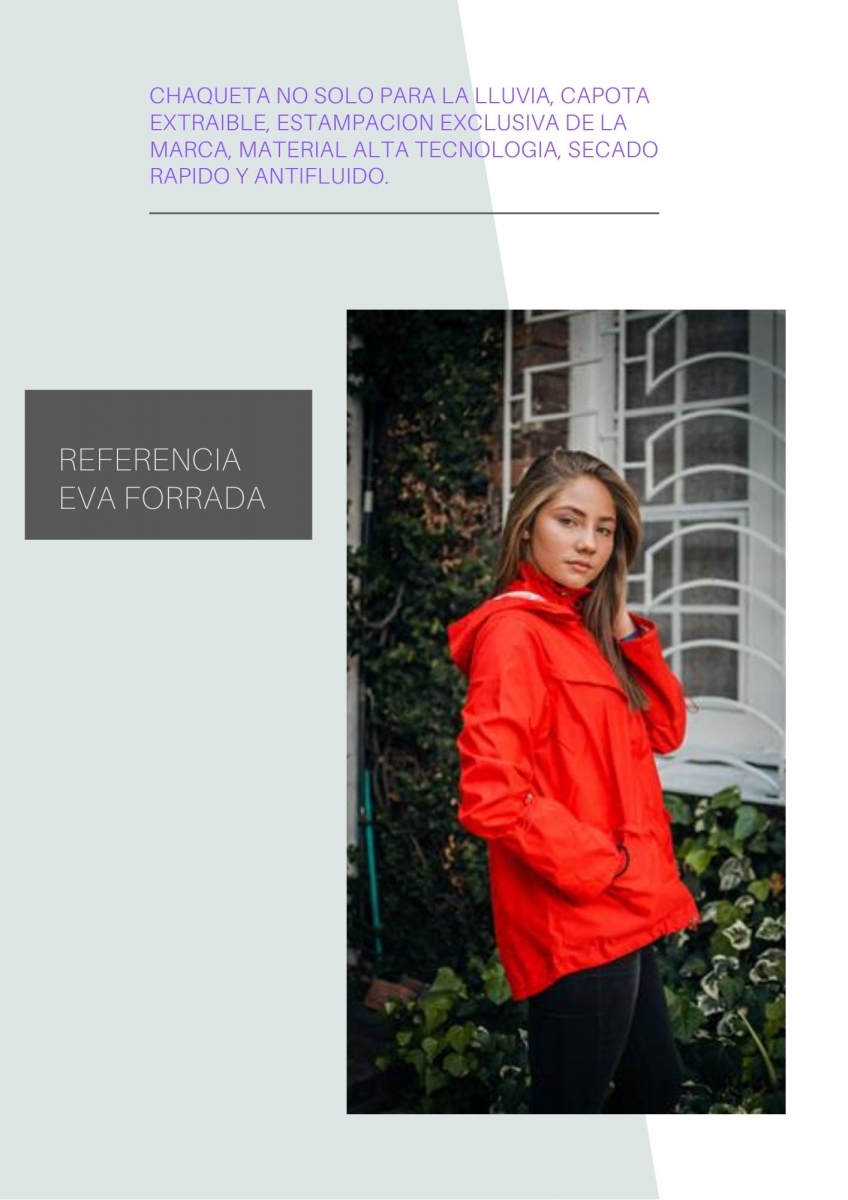 CHAQUETA NO SOLO PARA LA LLUVIA, CAPOTA
EXTRAIBLE, ESTAMPACION EXCLUSIVA DE LA
MARCA, MATERIAL ALTA TECNOLOGIA, SECADO
RAPIDO Y ANTIFLUIDO.
REFERENCIA
EVA FORRADA